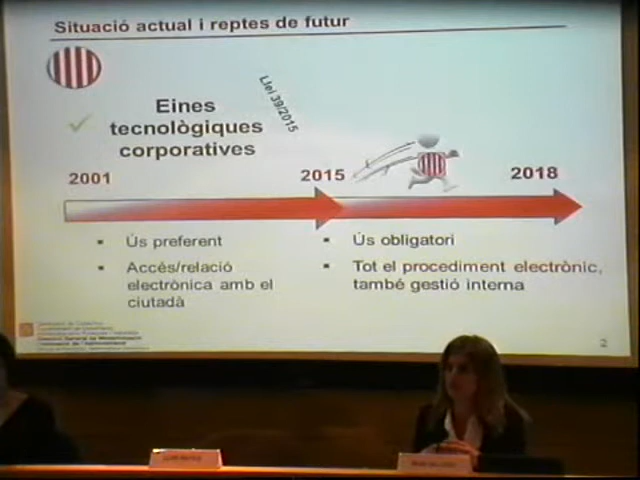 Situació actual i reptes de futur
Llei 39/2015
Eines
tecnològiques
corporatives
2001
2015
2018
Ús preferent
Accés/relació
electrònica amb el
ciutadà
Ús obligatori
Tot el procediment electrònic,
també gestió interna
2